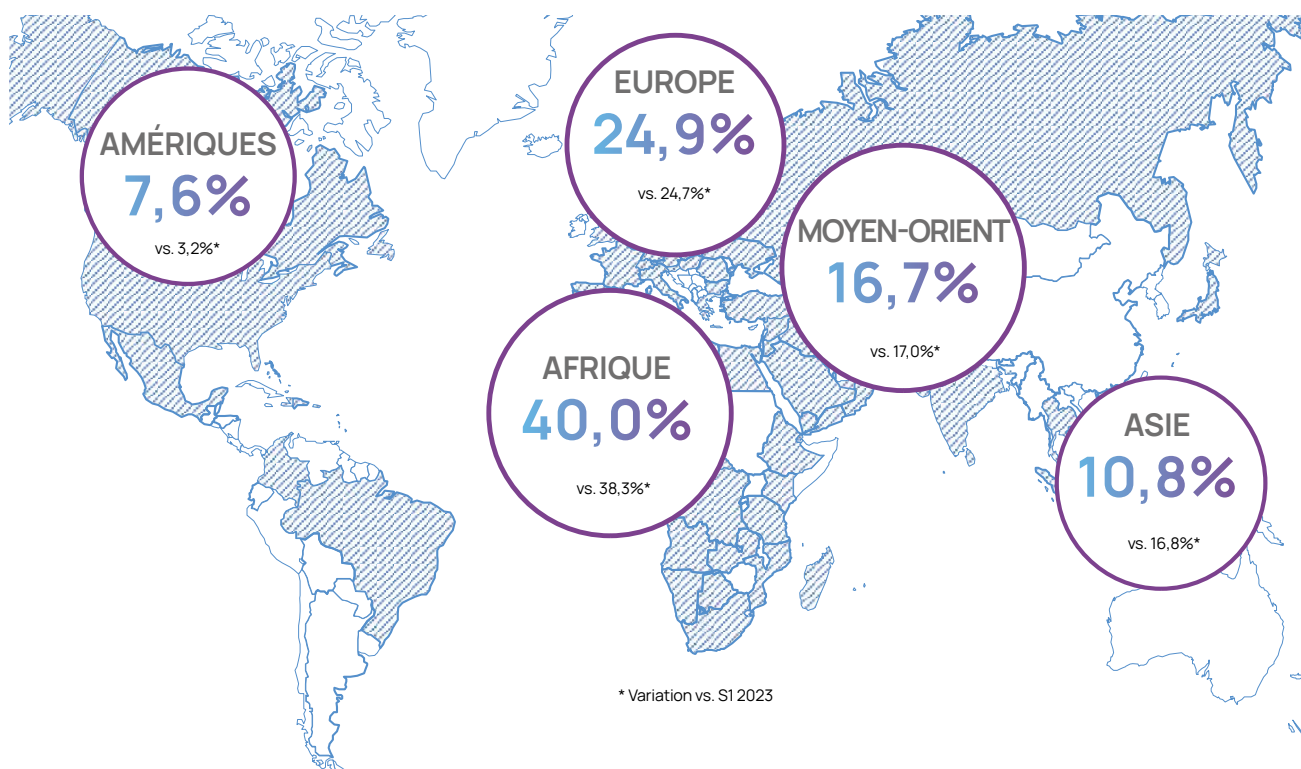 AMÉRIQUES
7,6%
vs. 3,2%*
EUROPE
24,9%
vs. 24,7%*
MOYEN-ORIENT
16,7%
vs. 17,0%*
AFRIQUE
40,0%
vs. 38,3%*
ASIE
10,8%
vs. 16,8%*
* Variation vs. S1 2023